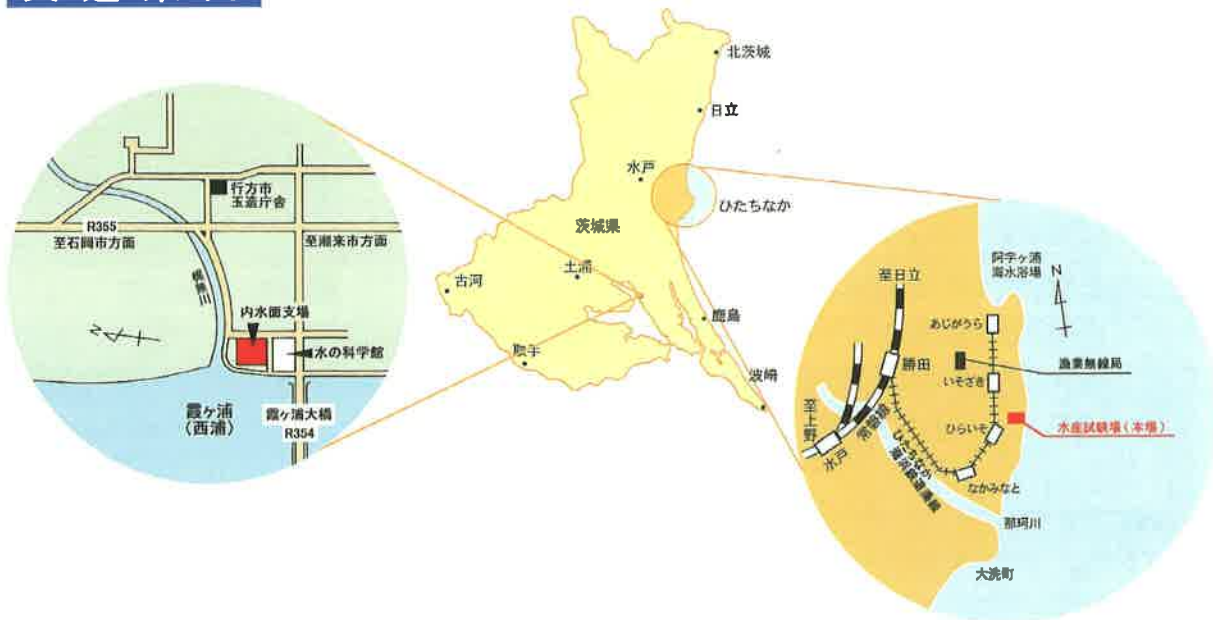 北茨城
日立
水戸
ひたちなか
茨城県
土浦
古河
鹿島
取手
波崎
行方市
玉造庁舎
R355
至石岡市方面
至潮来市方面
内水面支場
水の科学館
N
霞ヶ浦
(西浦)
霞ヶ浦大橋
R354
阿字ヶ浦
海水浴場
N
至日立
あじがうら
勝田
漁業無線局
いそざき
至上野
常磐線
水産試験場(本場)
ひらいそ
水戸
ひたちなか
海浜鉄道湊線
なかみなと
那珂川
大洗町